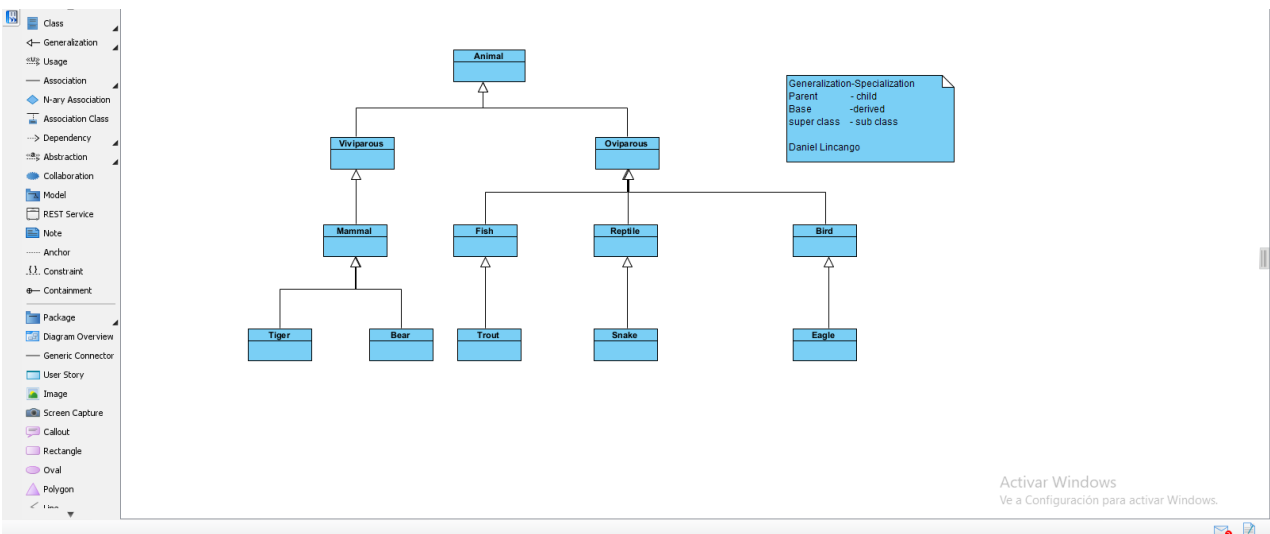 Class
Generalization
Usage
Association
N-ary Association
Association Class
Dependency
Abstraction
Collaboration
Model
REST Service
Note
Anchor
Constraint
Containment
Package
Diagram Overview
Generic Connector
User Story
Image
Screen Capture
Callout
Rectangle
Oval
Polygon
Animal
Viviparous
Oviparous
Mammal
Fish
Reptile
Bird
Tiger
Bear
Trout
Snake
Eagle
Generalization-Specialization
Parent - child
Base -derived
super class - sub class
Daniel Lincango
Activar Windows
Ve a Configuración para activar Windows.